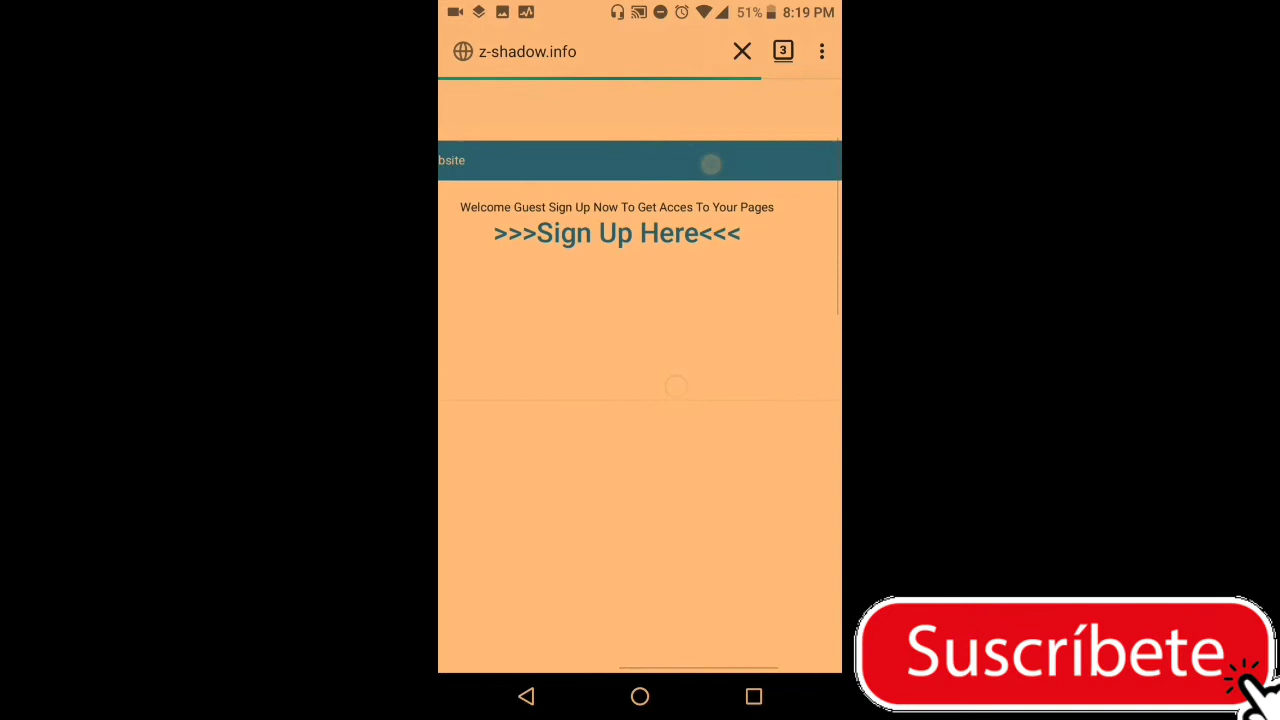 51% 8:19 PM
z-shadow.info
3
bsite
Welcome Guest Sign Up Now To Get Acces To Your Pages
>>>Sign Up Here<<<
Suscríbete